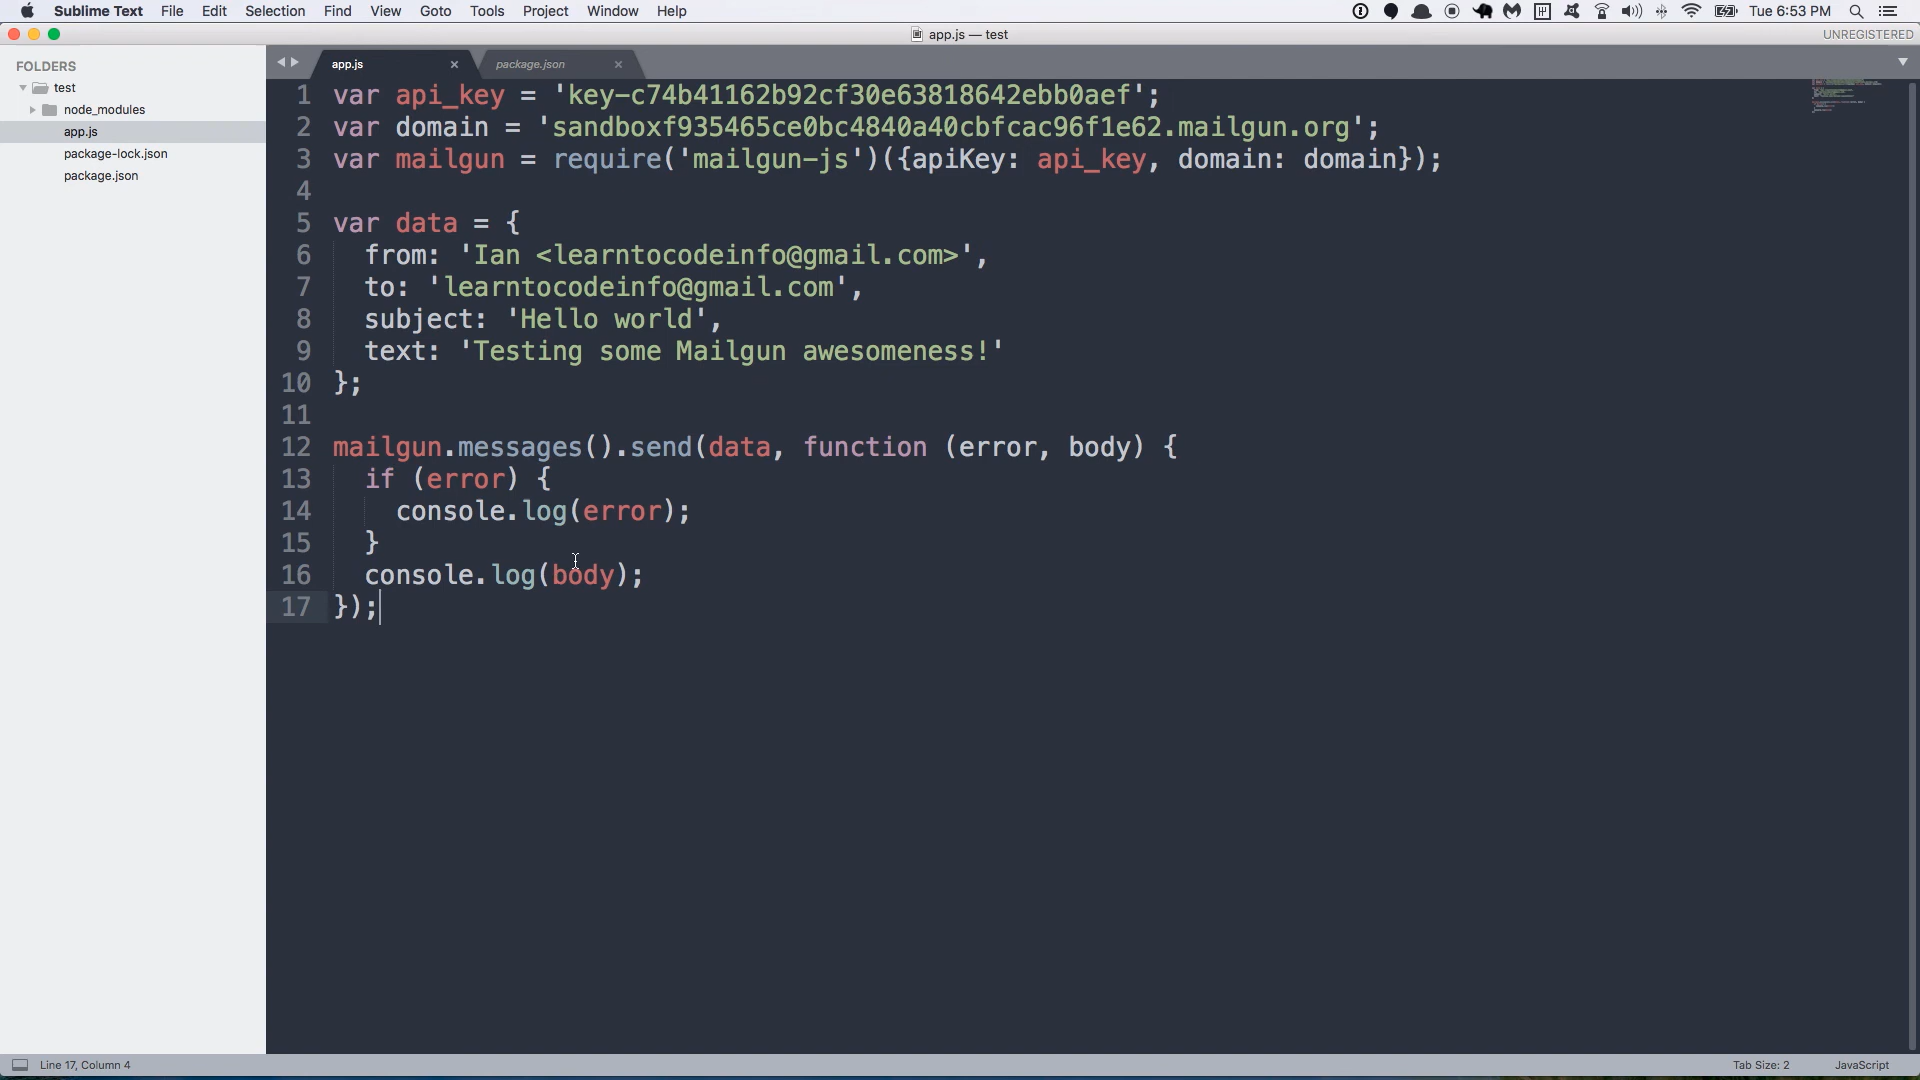 Sublime Text File Edit Selection Find View Goto Tools Project Window Help Tue 6:53 PM
app.js — test UNREGISTERED
FOLDERS
test
node_modules
app.js
package-lock.json
package.json
app.js package.json
1 var api_key = 'key-c74b41162b92cf30e63818642ebb0aef';
2 var domain = 'sandboxf935465ce0bc4840a40cbfcac96f1e62.mailgun.org';
3 var mailgun = require('mailgun-js')({apiKey: api_key, domain: domain});
4
5 var data = {
6 from: 'Ian <learntocodeinfo@gmail.com>',
7 to: 'learntocodeinfo@gmail.com',
8 subject: 'Hello world',
9 text: 'Testing some Mailgun awesomeness!'
10 };
11
12 mailgun.messages().send(data, function (error, body) {
13 if (error) {
14 console.log(error);
15 }
16 console.log(body);
17 });
Line 17, Column 4 Tab Size: 2 JavaScript